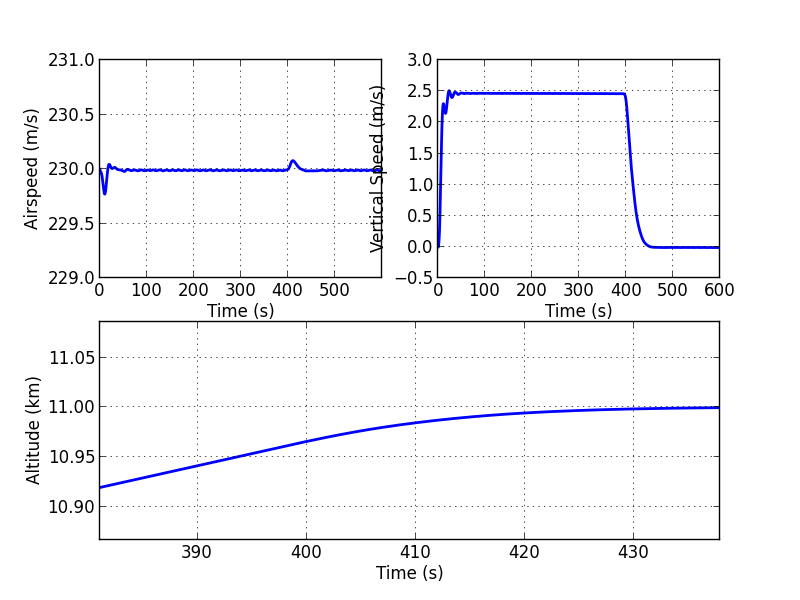 231.0
230.5
230.0
229.5
229.0
Airspeed (m/s)
0 100 200 300 400 500
Time (s)
3.0
2.5
2.0
1.5
1.0
0.5
0.0
−0.5
Vertical Speed (m/s)
0 100 200 300 400 500 600
Time (s)
11.05
11.00
10.95
10.90
Altitude (km)
390 400 410 420 430
Time (s)